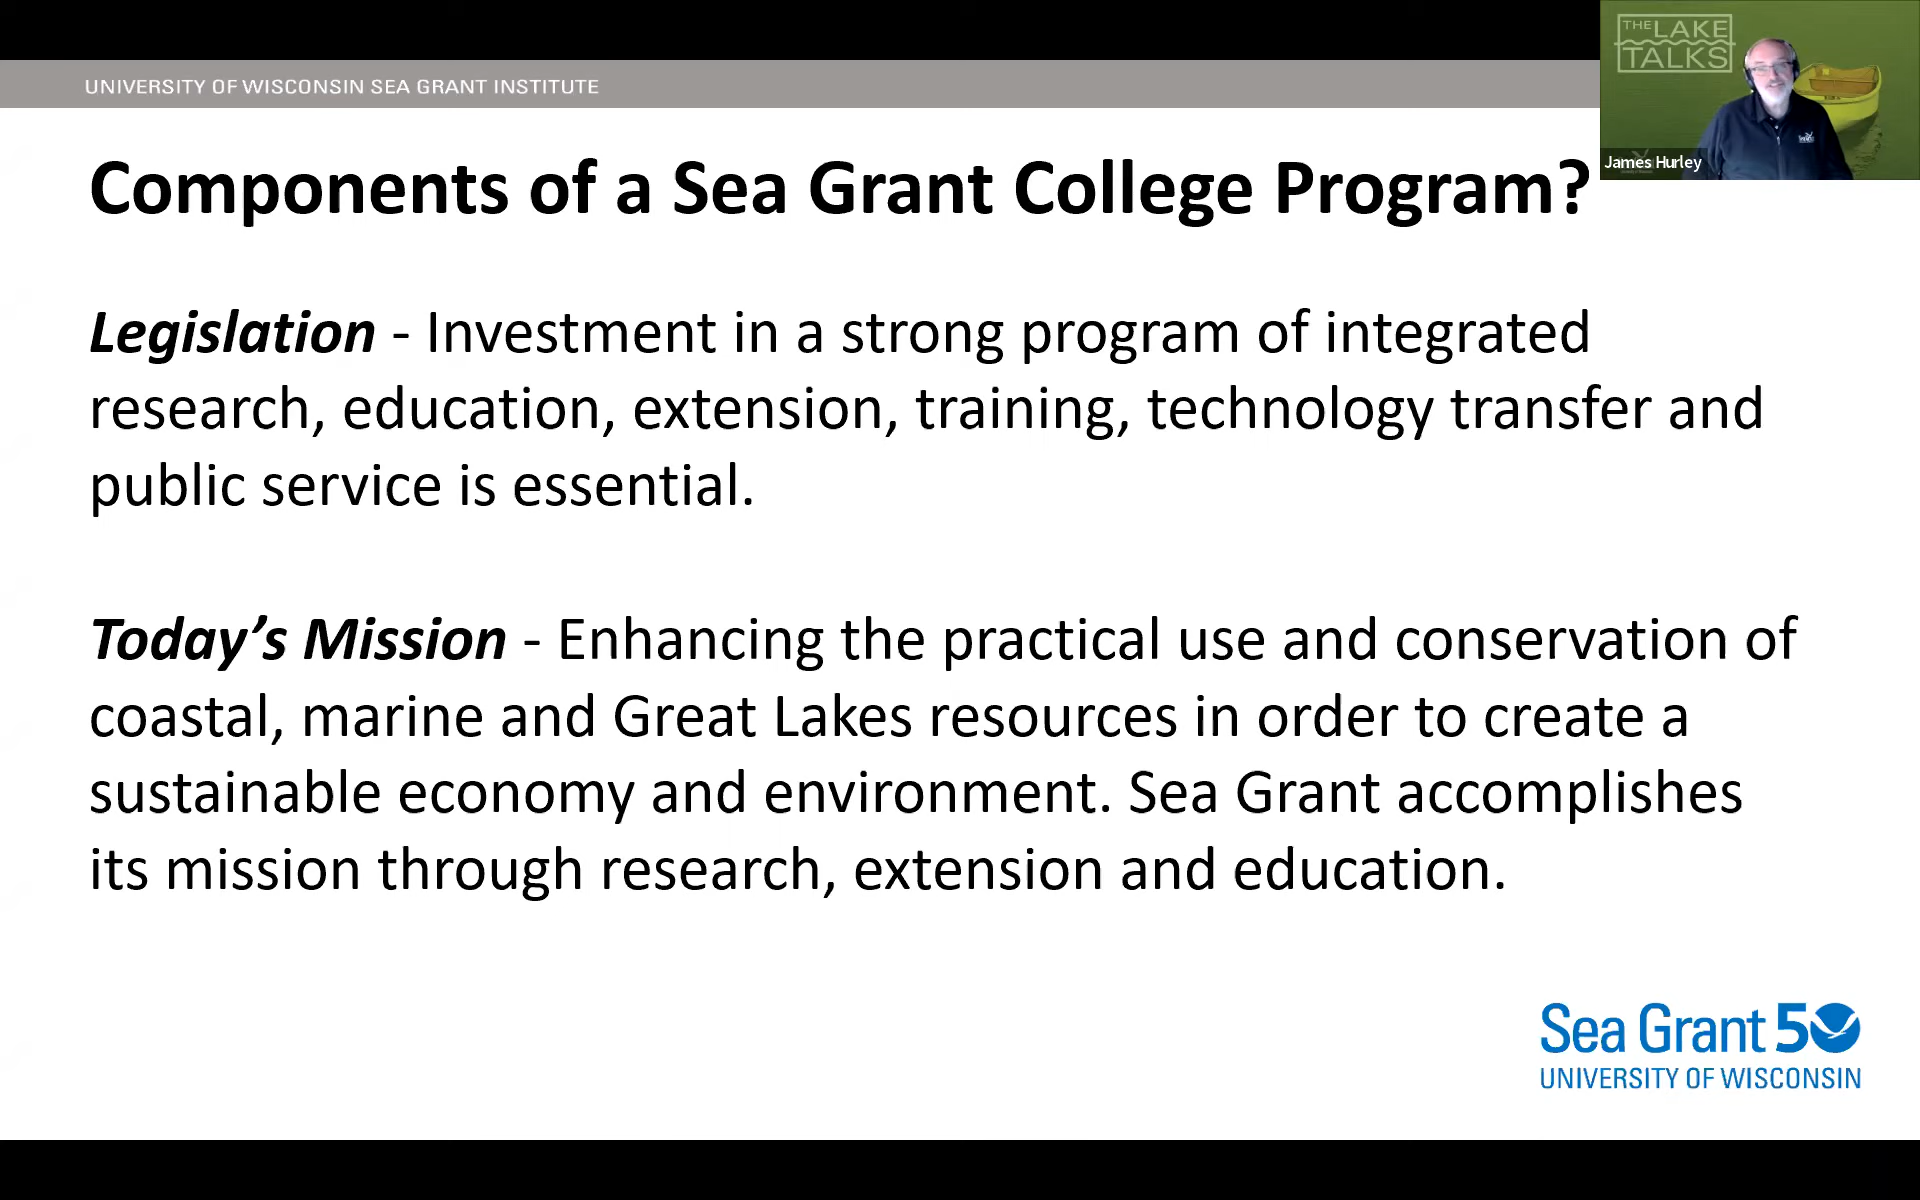 UNIVERSITY OF WISCONSIN SEA GRANT INSTITUTE
THE LAKE
TALKS
James Hurley
Components of a Sea Grant College Program?
Legislation - Investment in a strong program of integrated
research, education, extension, training, technology transfer and
public service is essential.
Today’s Mission - Enhancing the practical use and conservation of
coastal, marine and Great Lakes resources in order to create a
sustainable economy and environment. Sea Grant accomplishes
its mission through research, extension and education.
Sea Grant 50
UNIVERSITY OF WISCONSIN